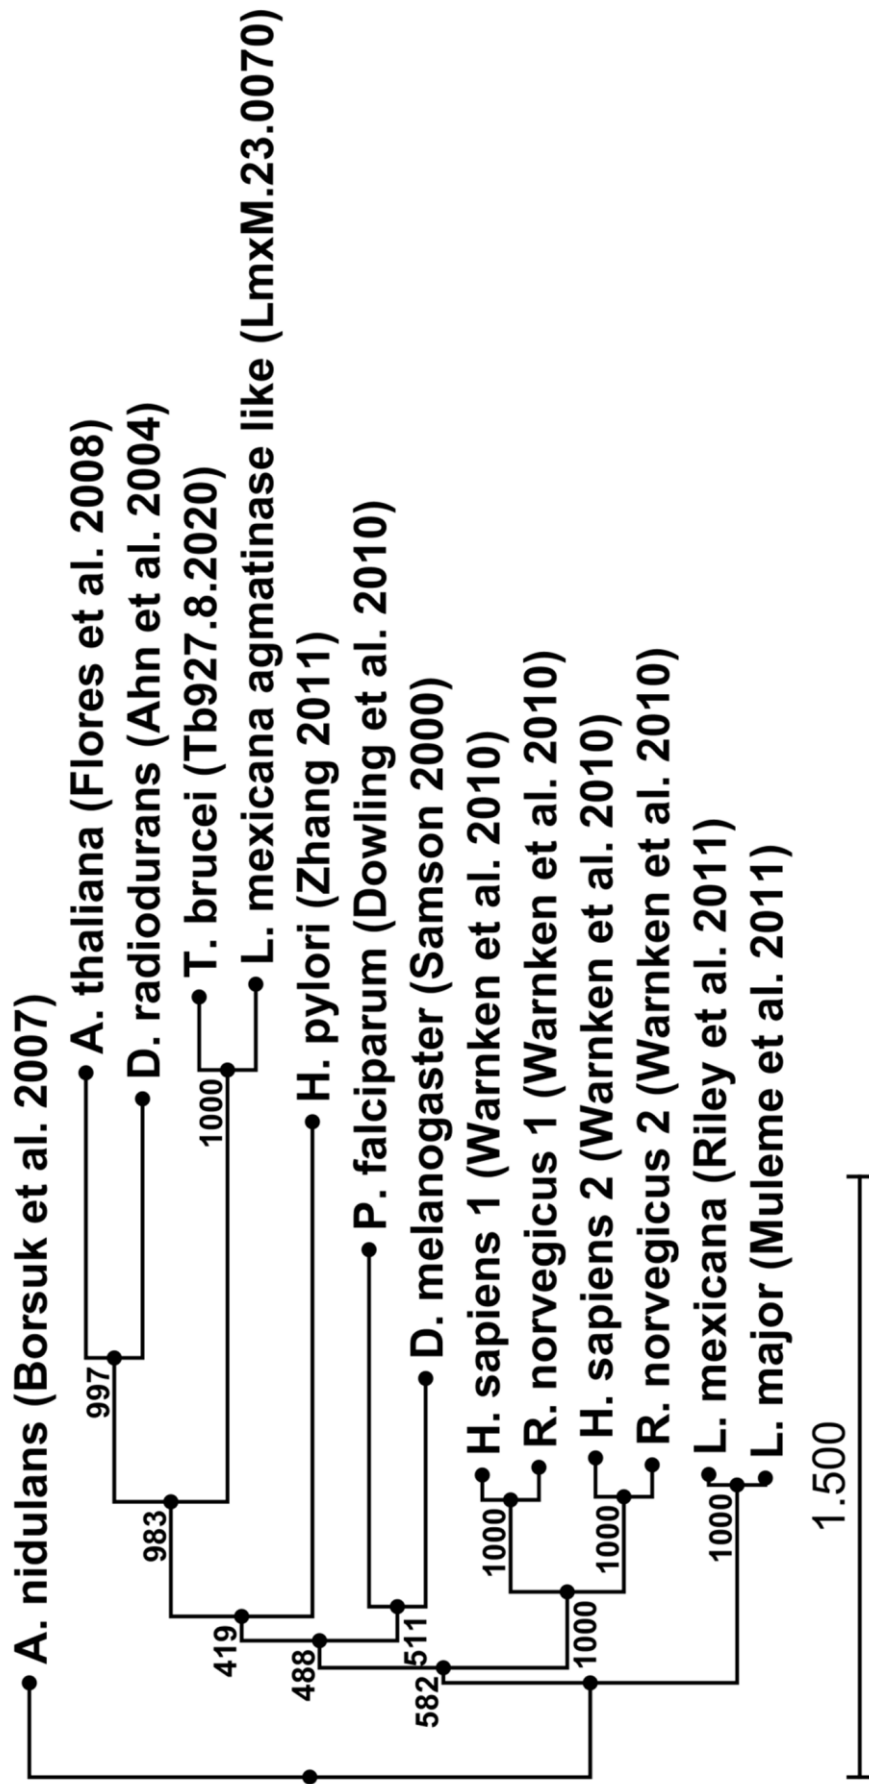 A. nidulans (Borsuk et al. 2007)
A. thaliana (Flores et al. 2008)
997
D. radiodurans (Ahn et al. 2004)
983
T. brucei (Tb927.8.2020)
1000
L. mexicana agmatinase like (LmxM.23.0070)
419
H. pylori (Zhang 2011)
488
P. falciparum (Dowling et al. 2010)
511
D. melanogaster (Samson 2000)
582
H. sapiens 1 (Warnken et al. 2010)
1000
R. norvegicus 1 (Warnken et al. 2010)
1000
H. sapiens 2 (Warnken et al. 2010)
1000
R. norvegicus 2 (Warnken et al. 2010)
L. mexicana (Riley et al. 2011)
1000
L. major (Muleme et al. 2011)
1.500